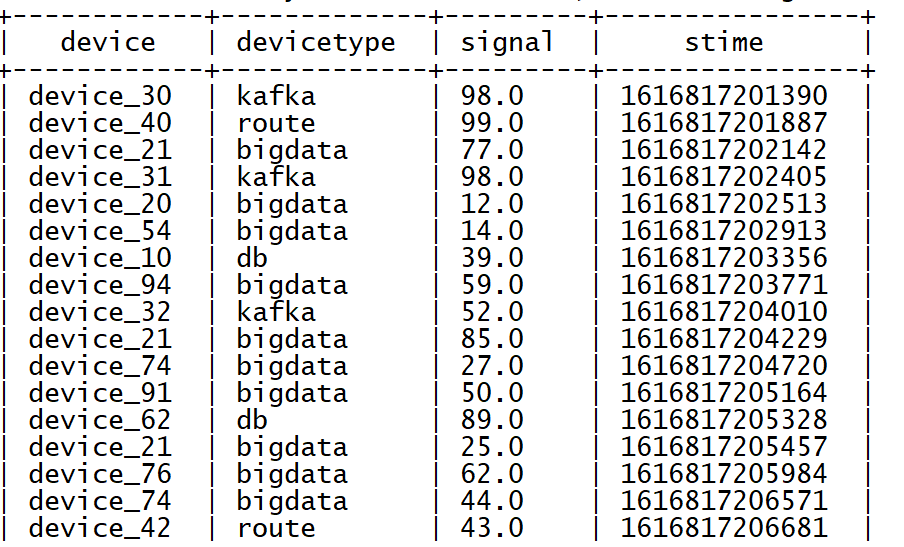 +------------+-------------+---------+----------------+
|   device   | devicetype  | signal  |     stime      |
+------------+-------------+---------+----------------+
| device_30  | kafka       | 98.0    | 1616817201390  |
| device_40  | route       | 99.0    | 1616817201887  |
| device_21  | bigdata     | 77.0    | 1616817202142  |
| device_31  | kafka       | 98.0    | 1616817202405  |
| device_20  | bigdata     | 12.0    | 1616817202513  |
| device_54  | bigdata     | 14.0    | 1616817202913  |
| device_10  | db          | 39.0    | 1616817203356  |
| device_94  | bigdata     | 59.0    | 1616817203771  |
| device_32  | kafka       | 52.0    | 1616817204010  |
| device_21  | bigdata     | 85.0    | 1616817204229  |
| device_74  | bigdata     | 27.0    | 1616817204720  |
| device_91  | bigdata     | 50.0    | 1616817205164  |
| device_62  | db          | 89.0    | 1616817205328  |
| device_21  | bigdata     | 25.0    | 1616817205457  |
| device_76  | bigdata     | 62.0    | 1616817205984  |
| device_74  | bigdata     | 44.0    | 1616817206571  |
| device_42  | route       | 43.0    | 1616817206681  |